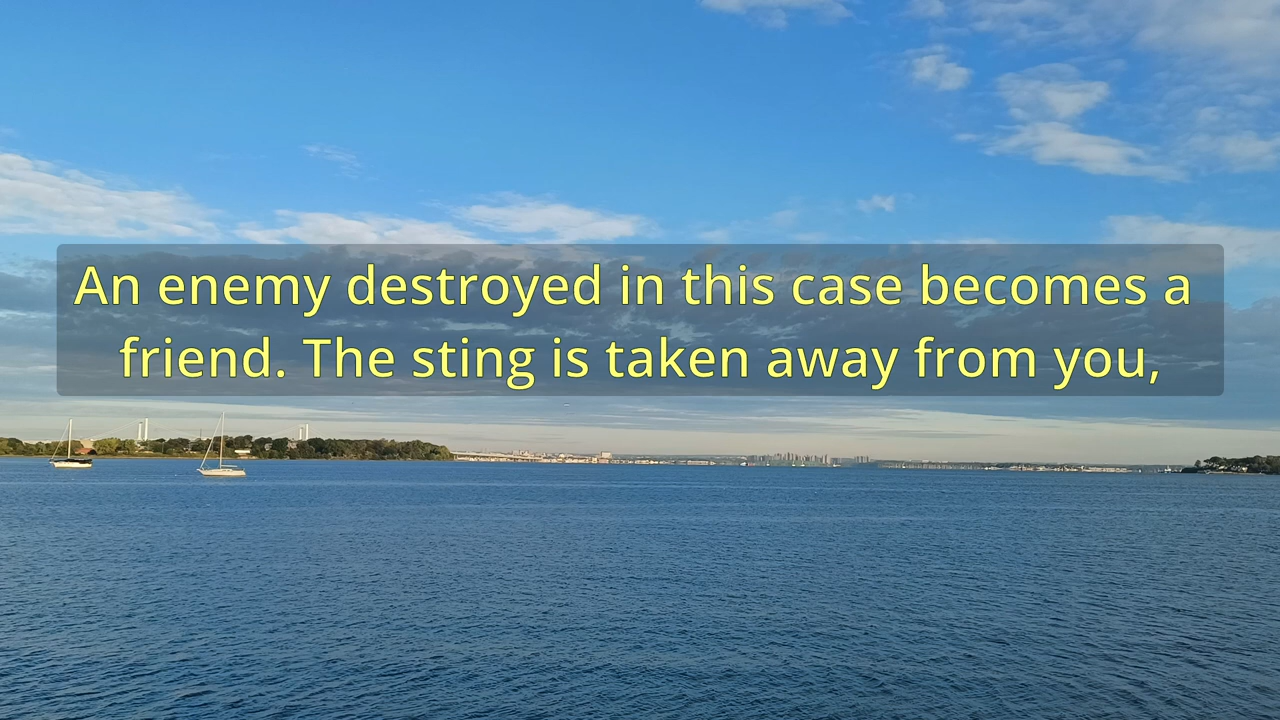 An enemy destroyed in this case becomes a
friend. The sting is taken away from you,